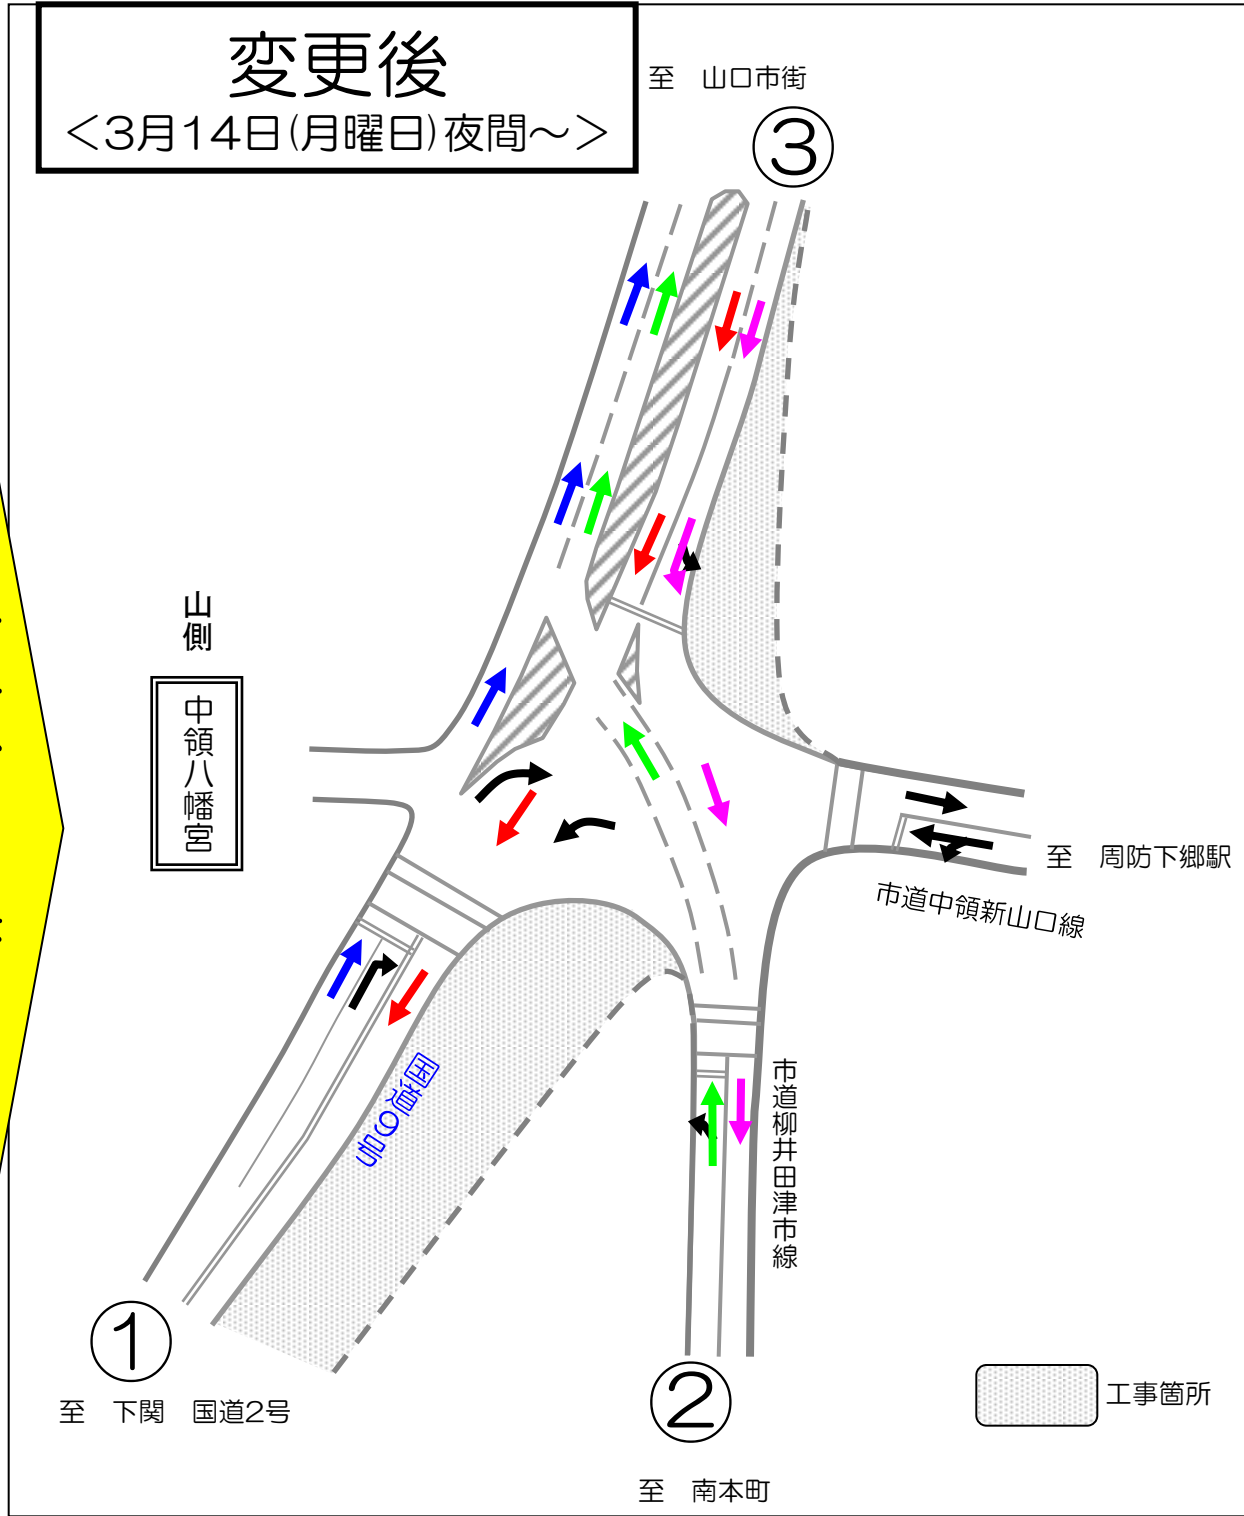 変更後
<3月14日(月曜日)夜間～>
至 山口市街
③
山側
中領八幡宮
至 周防下郷駅
市道中領新山口線
国道9号
市道柳井田津市線
①
至 下関 国道2号
②
至 南本町
工事箇所